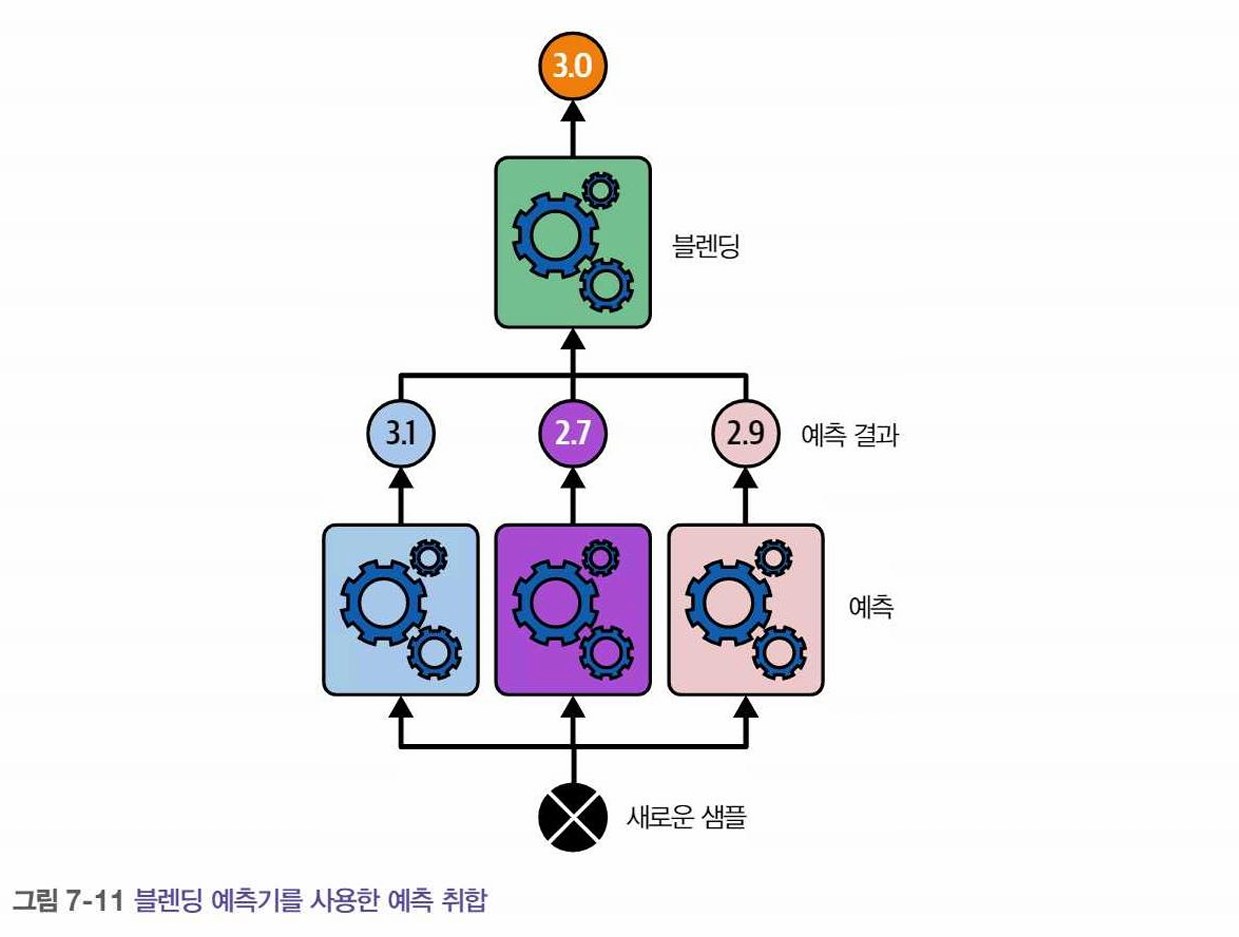 3.0
블렌딩
3.1 2.7 2.9 예측 결과
예측
새로운 샘플
그림 7-11 블렌딩 예측기를 사용한 예측 취합